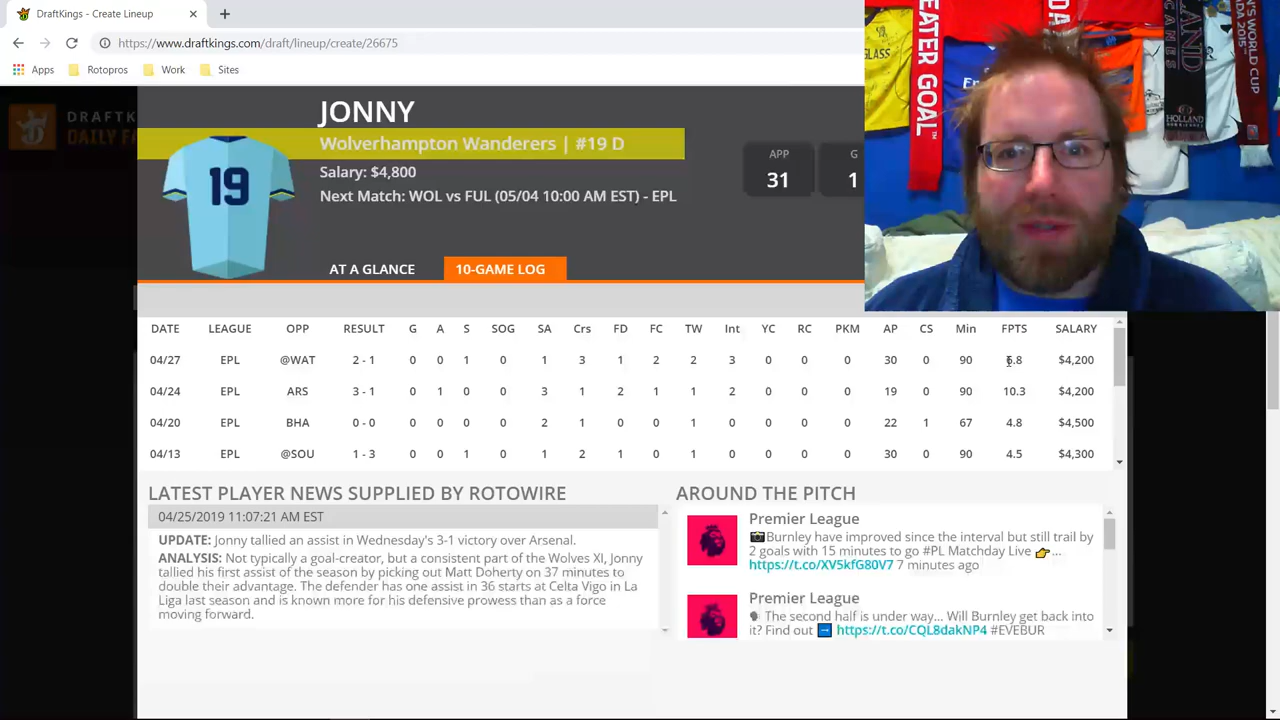 DraftKings - Create Lineup
https://www.draftkings.com/draft/lineup/create/26675
Apps Rotopros Work Sites
DRAFTK
DAILY FA
JONNY
Wolverhampton Wanderers | #19 D
Salary: $4,800
Next Match: WOL vs FUL (05/04 10:00 AM EST) - EPL
19
APP G
31 1
AT A GLANCE 10-GAME LOG
EATER GOAL
GLASS
HOLLAND
DATE LEAGUE OPP RESULT G A S SOG SA Crs FD FC TW Int YC RC PKM AP CS Min FPTS SALARY
04/27 EPL @WAT 2 - 1 0 0 1 0 1 3 1 2 2 3 0 0 0 30 0 90 6.8 $4,200
04/24 EPL ARS 3 - 1 0 1 0 0 3 1 2 1 1 2 0 0 0 19 0 90 10.3 $4,200
04/20 EPL BHA 0 - 0 0 0 0 0 2 1 0 0 1 0 0 0 0 22 1 67 4.8 $4,500
04/13 EPL @SOU 1 - 3 0 0 1 0 1 2 1 0 1 0 0 0 0 30 0 90 4.5 $4,300
LATEST PLAYER NEWS SUPPLIED BY ROTOWIRE
04/25/2019 11:07:21 AM EST
UPDATE: Jonny tallied an assist in Wednesday's 3-1 victory over Arsenal.
ANALYSIS: Not typically a goal-creator, but a consistent part of the Wolves XI, Jonny
tallied his first assist of the season by picking out Matt Doherty on 37 minutes to
double their advantage. The defender has one assist in 36 starts at Celta Vigo in La
Liga last season and is known more for his defensive prowess than as a force
moving forward.
AROUND THE PITCH
Premier League
📷Burnley have improved since the interval but still trail by
2 goals with 15 minutes to go #PL Matchday Live 👉…
https://t.co/XV5kfG80V7 7 minutes ago
Premier League
🗣 The second half is under way... Will Burnley get back into
it? Find out ➡ https://t.co/CQL8dakNP4 #EVEBUR